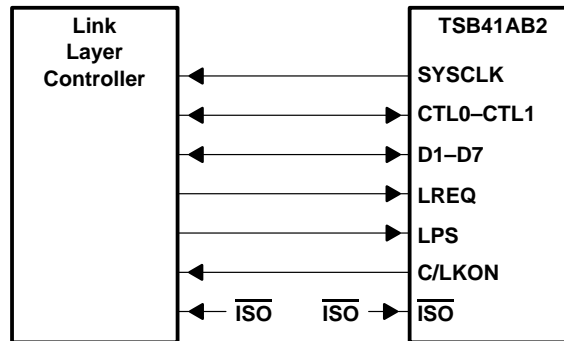 Link
Layer
Controller
TSB41AB2
SYSCLK
CTL0–CTL1
D1–D7
LREQ
LPS
C/LKON
ISO ISO ISO